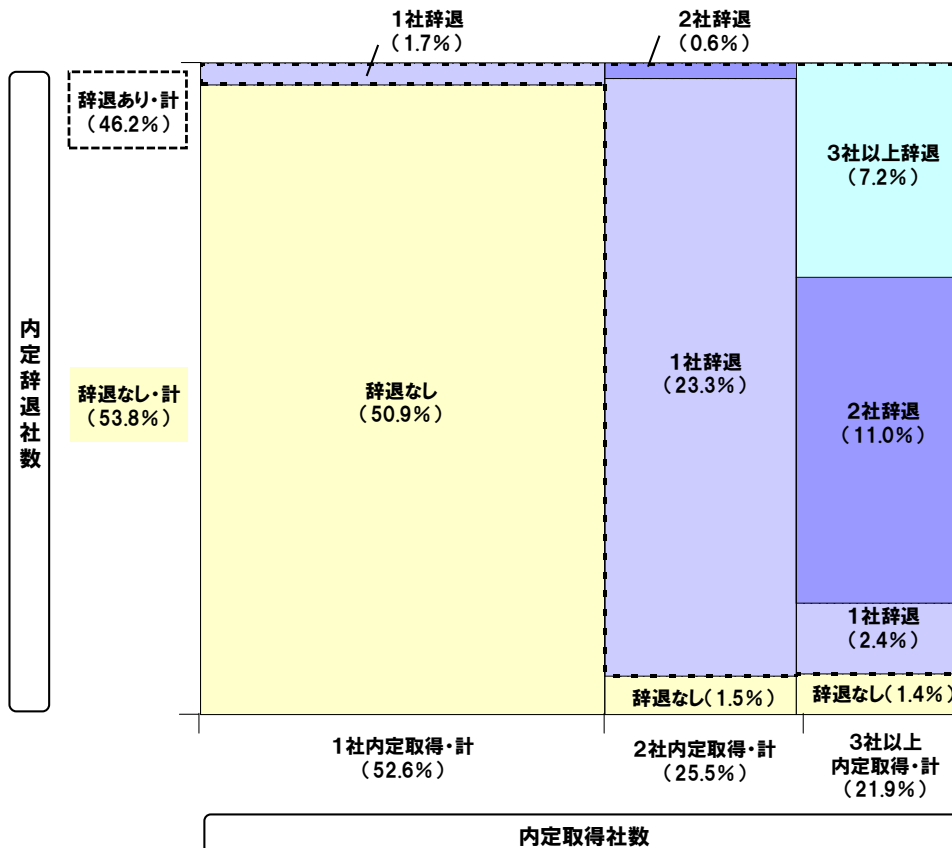 1社辞退
（1.7％）
2社辞退
（0.6％）
辞退あり・計
（46.2％）
3社以上辞退
（7.2％）
内定辞退社数
辞退なし・計
（53.8％）
辞退なし
（50.9％）
1社辞退
（23.3％）
2社辞退
（11.0％）
1社辞退
（2.4％）
辞退なし（1.5％）
辞退なし（1.4％）
1社内定取得・計
（52.6％）
2社内定取得・計
（25.5％）
3社以上
内定取得・計
（21.9％）
内定取得社数